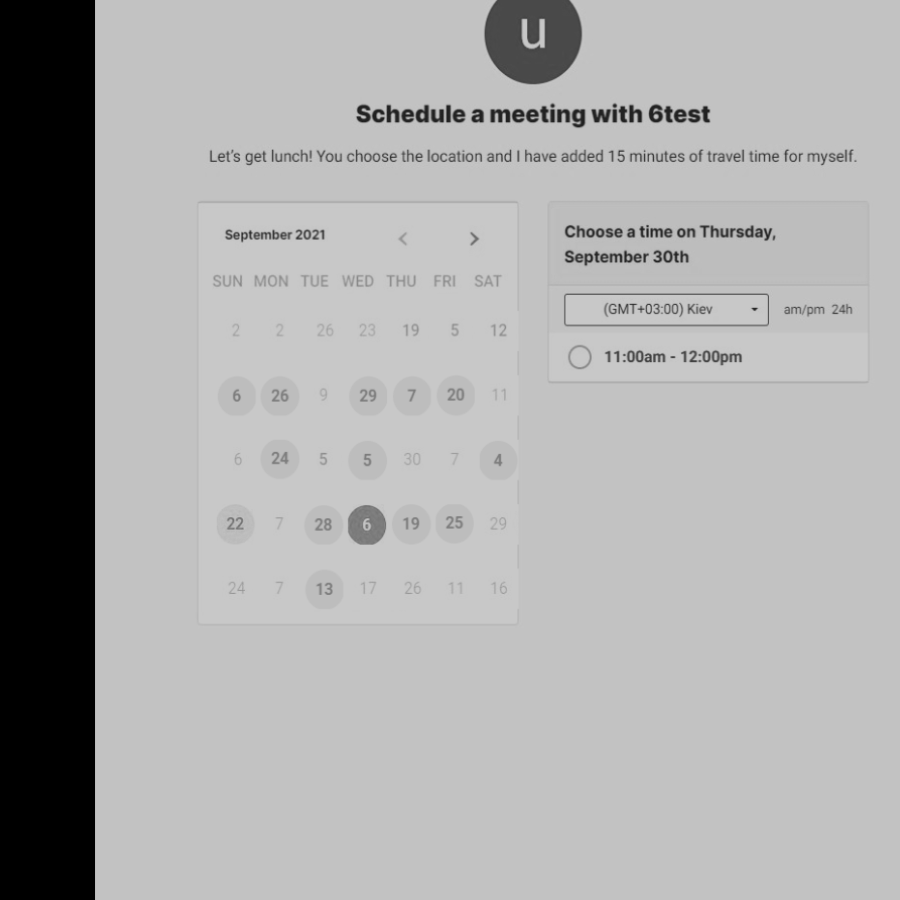 u
Schedule a meeting with 6test
Let's get lunch! You choose the location and I have added 15 minutes of travel time for myself.
September 2021
SUN MON TUE WED THU FRI SAT
2 2 26 23 19 5 12
6 26 9 29 7 20 11
6 24 5 5 30 7 4
22 7 28 6 19 25 29
24 7 13 17 26 11 16
Choose a time on Thursday,
September 30th
(GMT+03:00) Kiev am/pm 24h
11:00am - 12:00pm